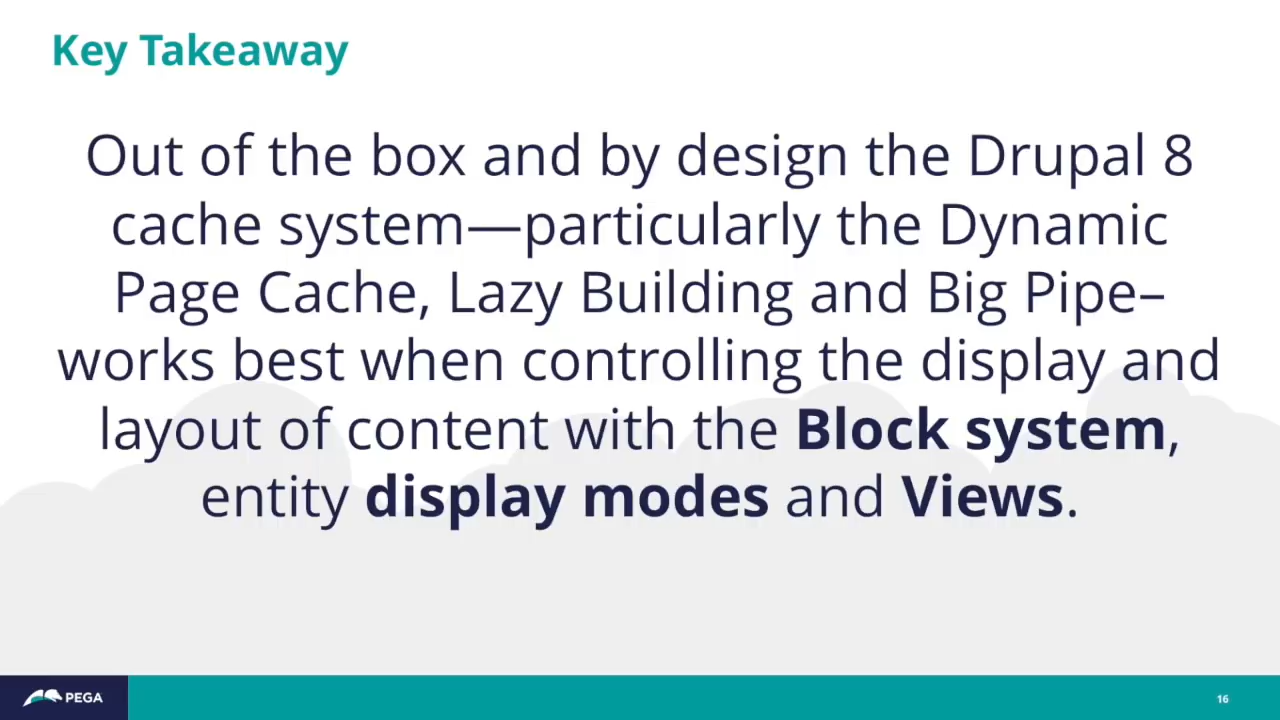 Key Takeaway
Out of the box and by design the Drupal 8
cache system—particularly the Dynamic
Page Cache, Lazy Building and Big Pipe–
works best when controlling the display and
layout of content with the Block system,
entity display modes and Views.
PEGA
16